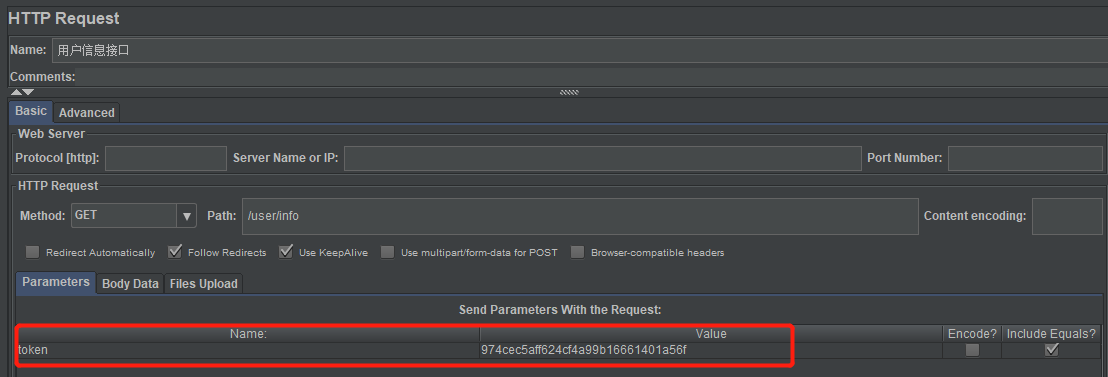 HTTP Request
Name: 用户信息接口
Comments:
Basic Advanced
Web Server
Protocol [http]: Server Name or IP: Port Number:
HTTP Request
Method: GET Path: /user/info Content encoding:
Redirect Automatically Follow Redirects Use KeepAlive Use multipart/form-data for POST Browser-compatible headers
Parameters Body Data Files Upload
Send Parameters With the Request:
Name: Value Encode? Include Equals?
token 974cec5aff624cf4a99b16661401a56f